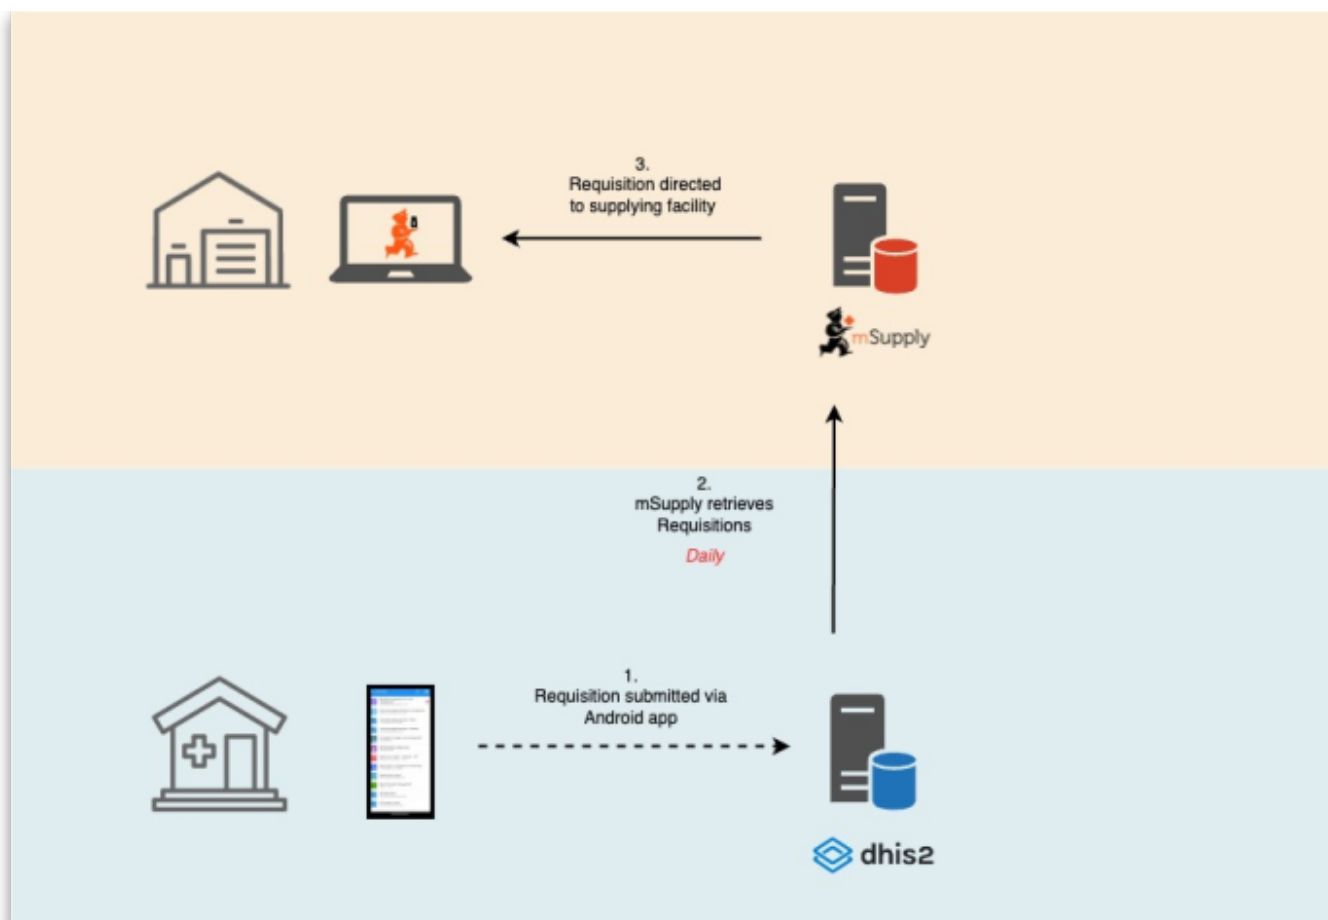 3.
Requisition directed
to supplying facility
mSupply
2.
mSupply retrieves
Requisitions
Daily
1.
Requisition submitted via
Android app
dhis2